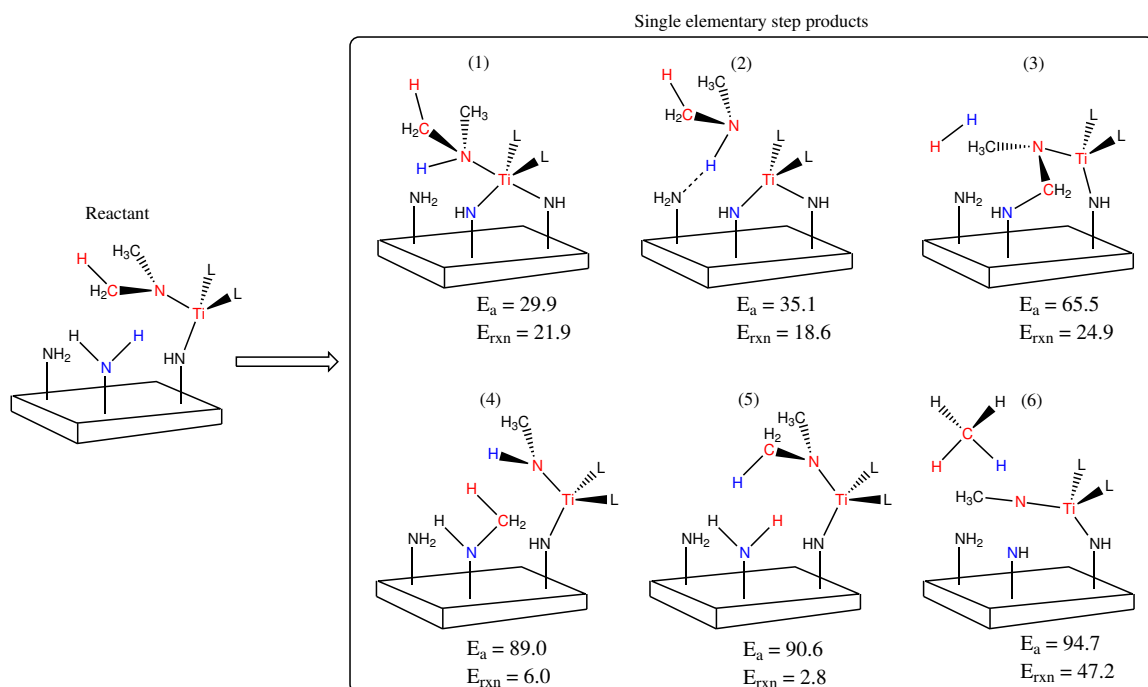 Single elementary step products
Reactant
H
H3C
H2C
N
L
L
Ti
H
H
NH2
N
HN
(1)
H
CH3
H2C
N
H
L
L
Ti
NH2
HN
NH
Ea = 29.9
Erxn = 21.9
(2)
H
H3C
H2C
N
H
L
L
Ti
H2N
HN
NH
Ea = 35.1
Erxn = 18.6
(3)
H
H
H3C
N
L
L
Ti
CH2
NH2
HN
NH
Ea = 65.5
Erxn = 24.9
(4)
H3C
H
N
L
L
Ti
H
H
CH2
NH2
N
HN
Ea = 89.0
Erxn = 6.0
(5)
H2
C
H3C
H
N
L
L
Ti
H
H
NH2
N
HN
Ea = 90.6
Erxn = 2.8
(6)
H
H
C
H
H
H3C
N
L
L
Ti
NH2
NH
NH
Ea = 94.7
Erxn = 47.2